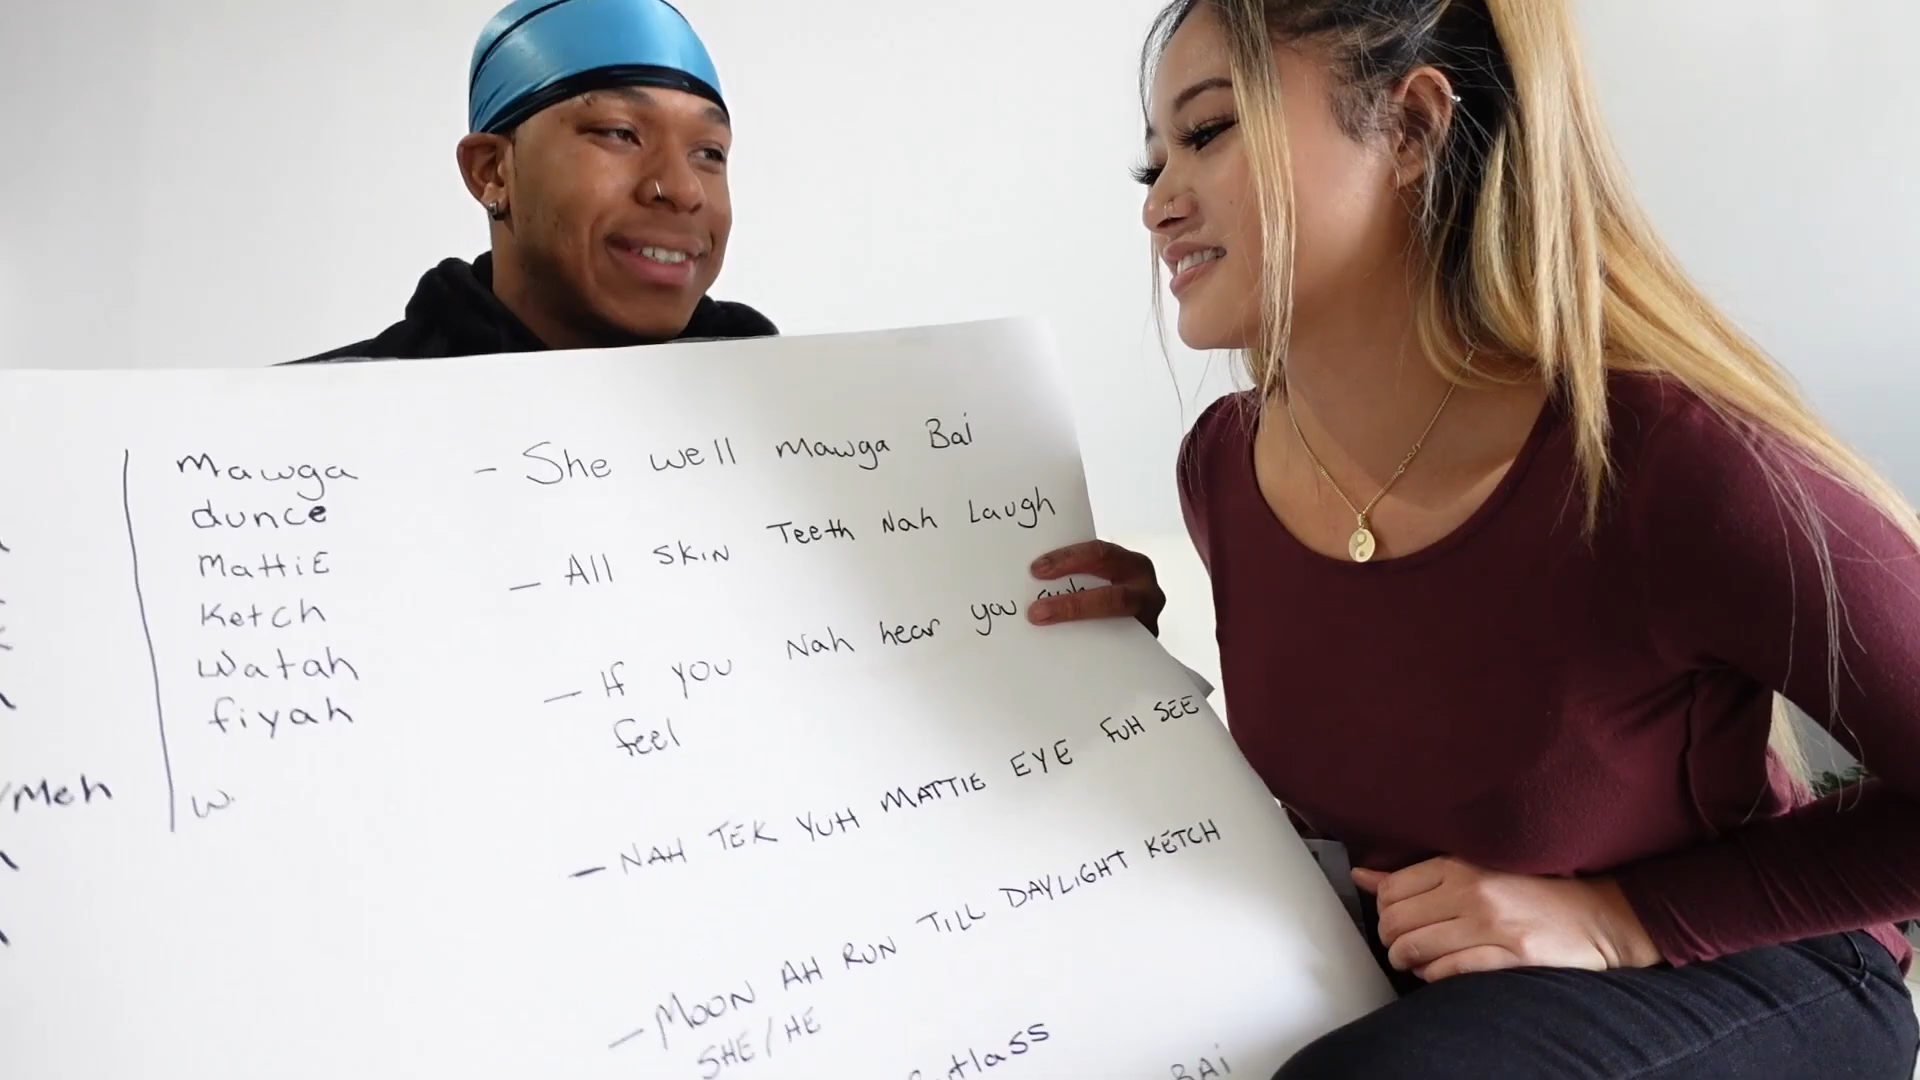 Mawga
dunce
MattiE
Ketch
Watah
fiyah
W
/Meh
- She well Mawga Bai
- All SKIN Teeth Nah Laugh
- If you Nah hear you
feel
- NAH TEK YUH MATTIE EYE FUH SEE
- MOON AH RUN TILL DAYLIGHT KETCH
SHE/HE
BAi